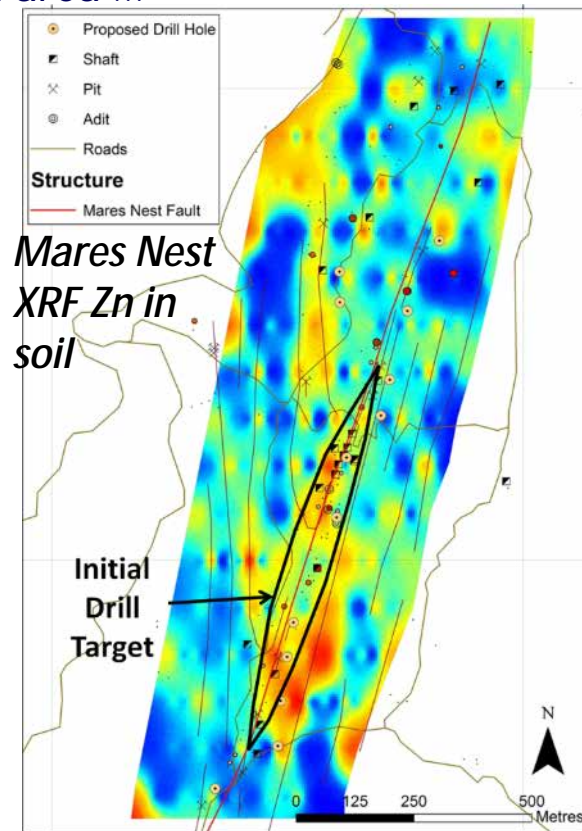 Proposed Drill Hole
Shaft
Pit
Adit
Roads
Structure
Mares Nest Fault
Mares Nest
XRF Zn in
soil
Initial
Drill
Target
N
0 125 250 500
Metres